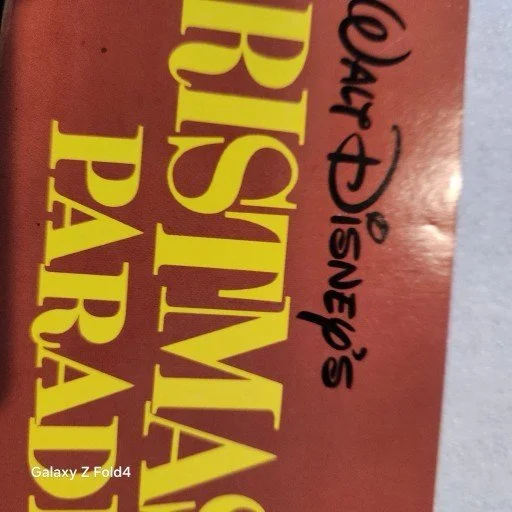 WALT DISNEY'S
RISTMAS
PARAD
Galaxy Z Fold4